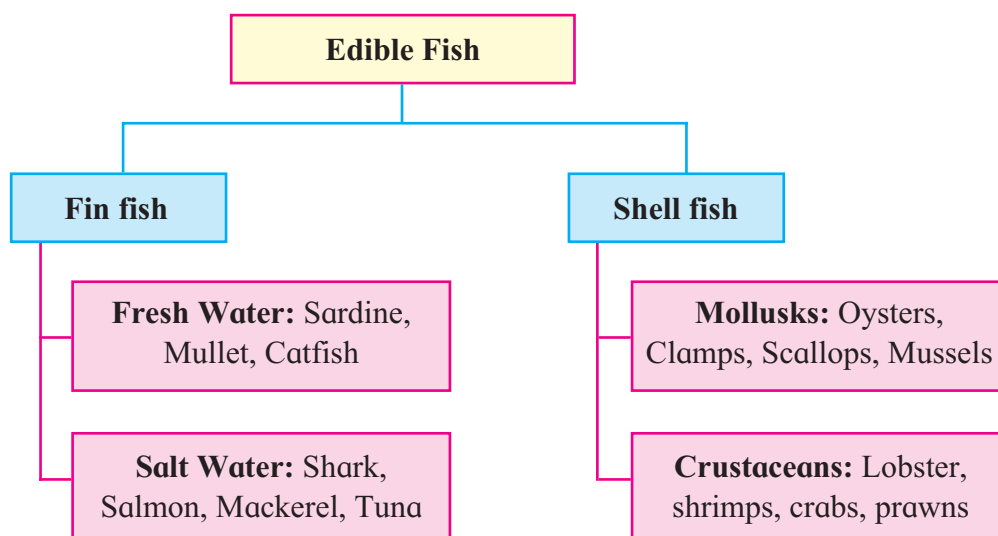 Edible Fish
Fin fish
Fresh Water: Sardine,
Mullet, Catfish
Salt Water: Shark,
Salmon, Mackerel, Tuna
Shell fish
Mollusks: Oysters,
Clamps, Scallops, Mussels
Crustaceans: Lobster,
shrimps, crabs, prawns